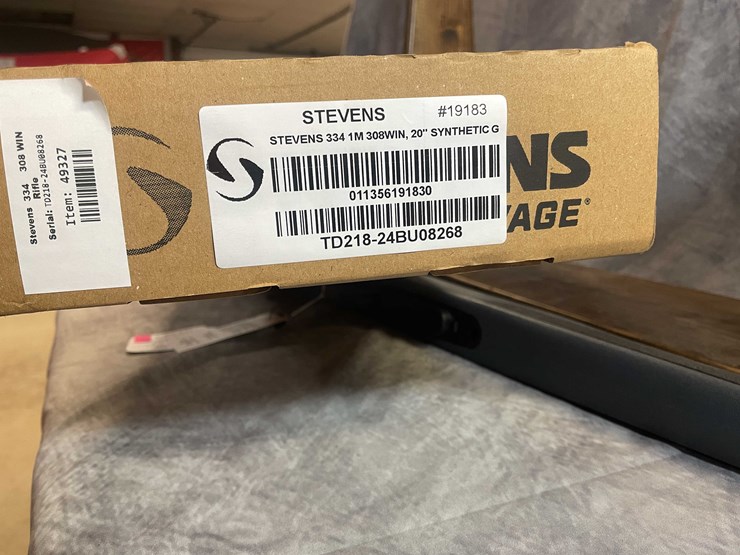 Stevens 334 308 WIN
Rifle
Serial: TD218-24BU08268
Item: 49327
STEVENS #19183
STEVENS 334 1M 308WIN, 20" SYNTHETIC G
011356191830
TD218-24BU08268
NS
AGE®